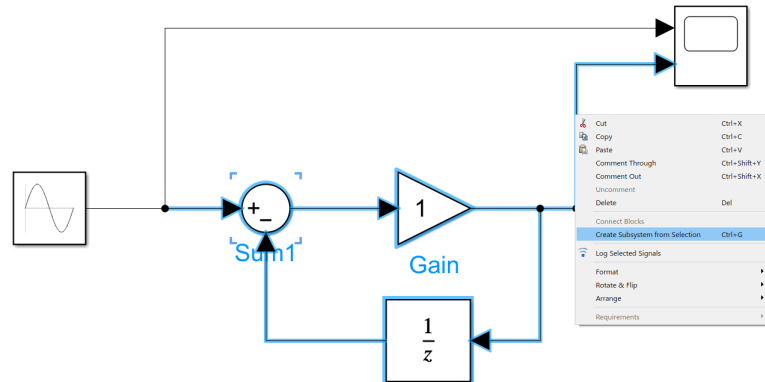 +
−
Sum1
1
Gain
1
z
Cut Ctrl+X
Copy Ctrl+C
Paste Ctrl+V
Comment Through Ctrl+Shift+Y
Comment Out Ctrl+Shift+X
Uncomment
Delete Del
Connect Blocks
Create Subsystem from Selection Ctrl+G
Log Selected Signals
Format
Rotate & Flip
Arrange
Requirements